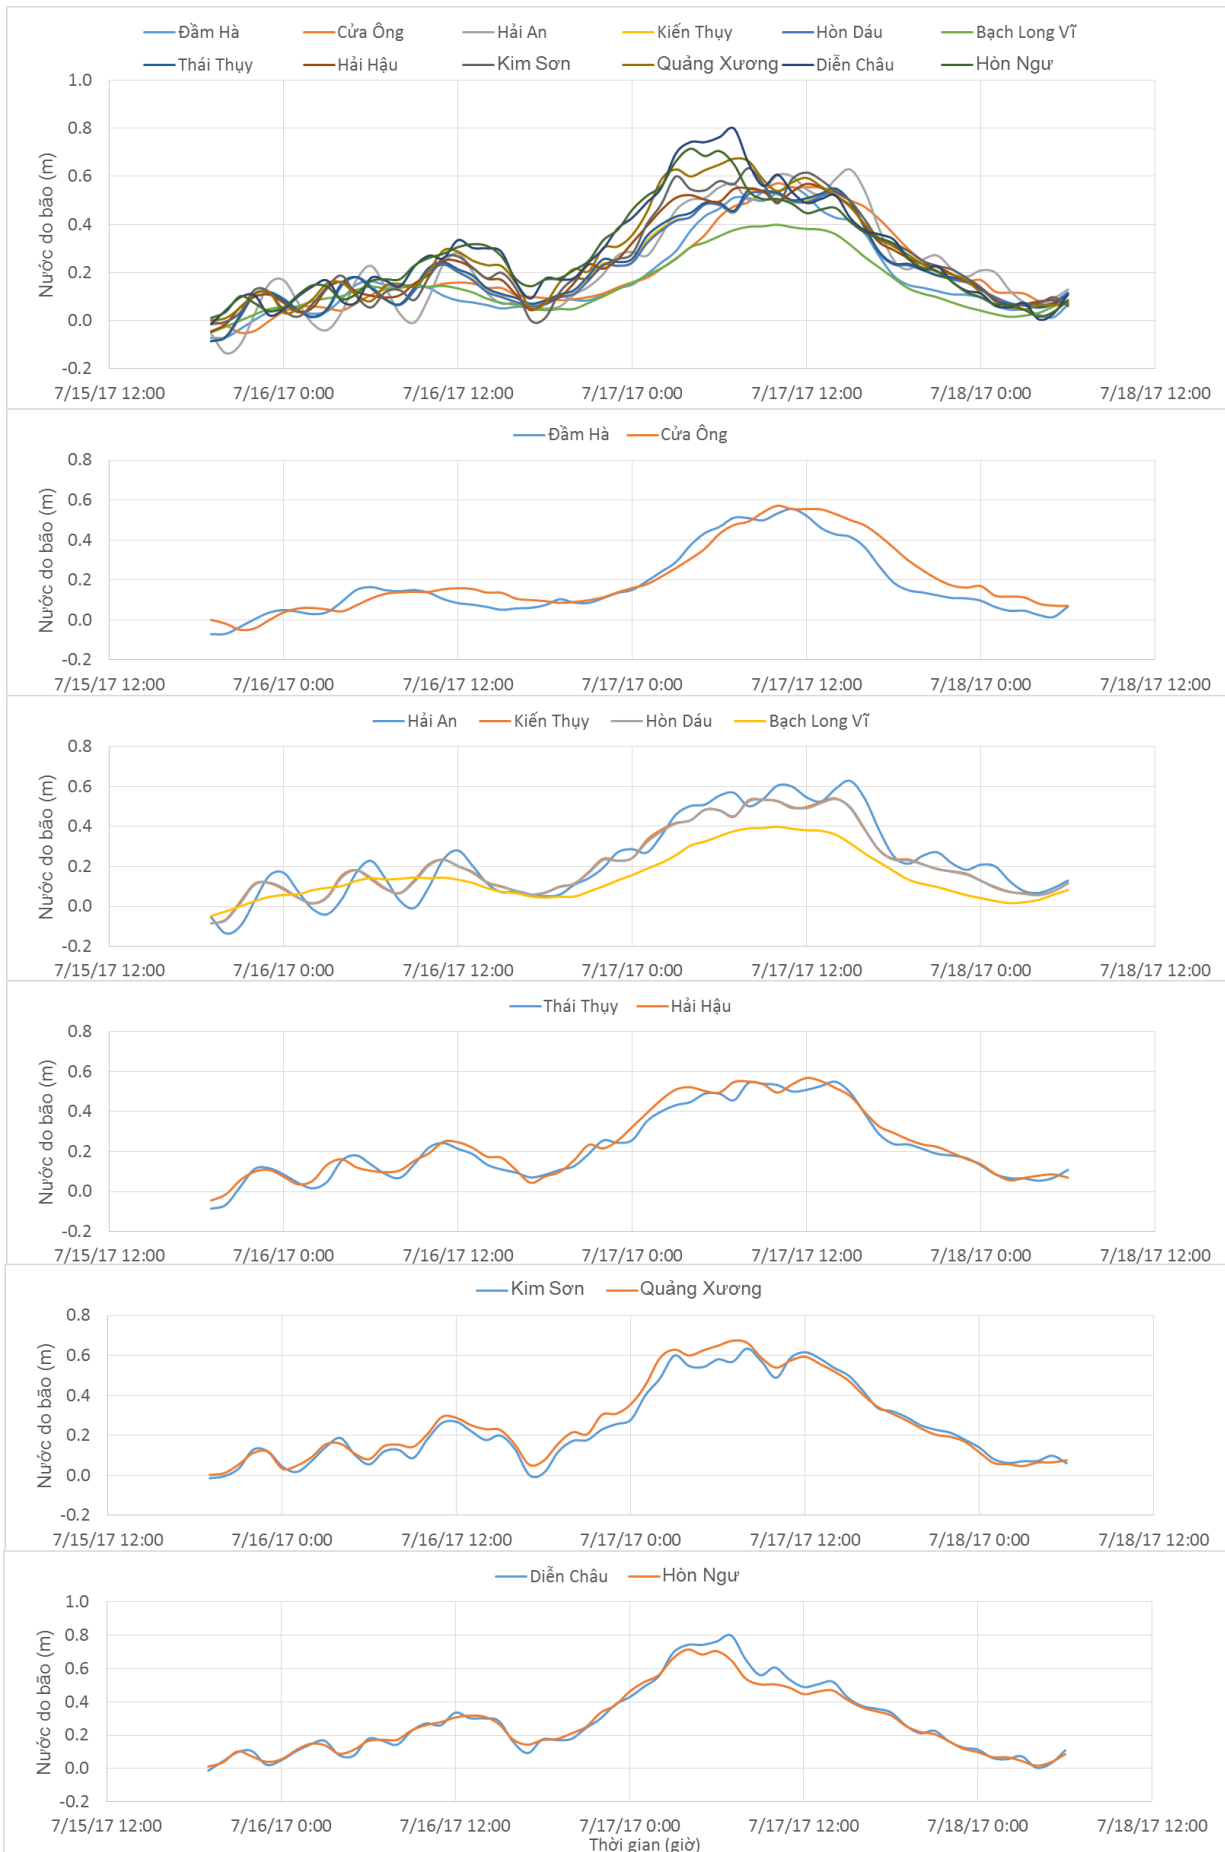 Đầm Hà Cửa Ông Hải An Kiến Thụy Hòn Dáu Bạch Long Vĩ
Thái Thụy Hải Hậu Kim Sơn Quảng Xương Diễn Châu Hòn Ngư
1.0
0.8
0.6
0.4
0.2
0.0
-0.2
Nước do bão (m)
7/15/17 12:00 7/16/17 0:00 7/16/17 12:00 7/17/17 0:00 7/17/17 12:00 7/18/17 0:00 7/18/17 12:00
Đầm Hà Cửa Ông
0.8
0.6
0.4
0.2
0.0
-0.2
Nước do bão (m)
7/15/17 12:00 7/16/17 0:00 7/16/17 12:00 7/17/17 0:00 7/17/17 12:00 7/18/17 0:00 7/18/17 12:00
Hải An Kiến Thụy Hòn Dáu Bạch Long Vĩ
0.8
0.6
0.4
0.2
0.0
-0.2
Nước do bão (m)
7/15/17 12:00 7/16/17 0:00 7/16/17 12:00 7/17/17 0:00 7/17/17 12:00 7/18/17 0:00 7/18/17 12:00
Thái Thụy Hải Hậu
0.8
0.6
0.4
0.2
0.0
-0.2
Nước do bão (m)
7/15/17 12:00 7/16/17 0:00 7/16/17 12:00 7/17/17 0:00 7/17/17 12:00 7/18/17 0:00 7/18/17 12:00
Kim Sơn Quảng Xương
0.8
0.6
0.4
0.2
0.0
-0.2
Nước do bão (m)
7/15/17 12:00 7/16/17 0:00 7/16/17 12:00 7/17/17 0:00 7/17/17 12:00 7/18/17 0:00 7/18/17 12:00
Diễn Châu Hòn Ngư
1.0
0.8
0.6
0.4
0.2
0.0
-0.2
Nước do bão (m)
7/15/17 12:00 7/16/17 0:00 7/16/17 12:00 7/17/17 0:00 7/17/17 12:00 7/18/17 0:00 7/18/17 12:00
Thời gian (giờ)